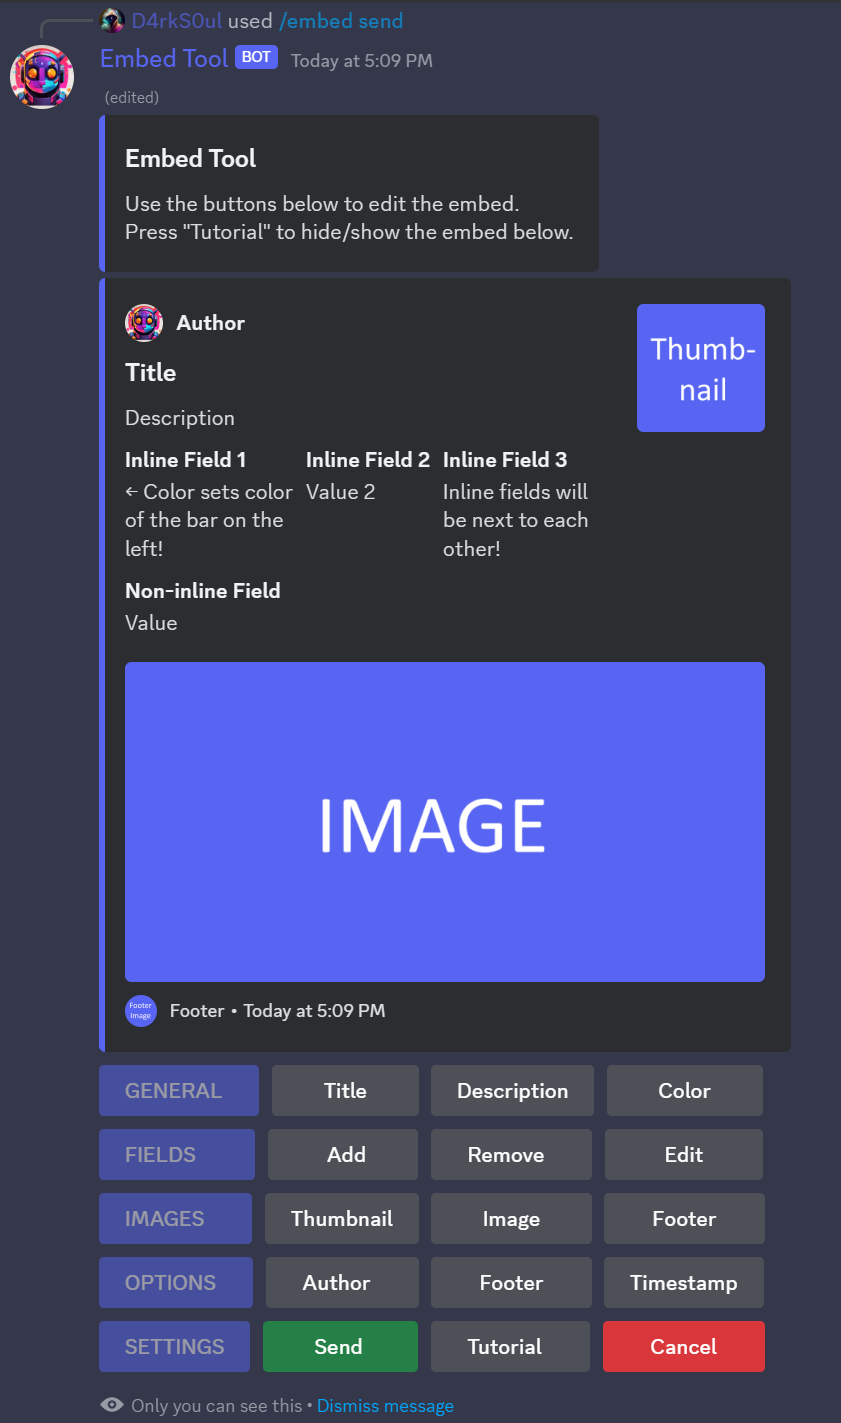 D4rkS0ul used /embed send
Embed Tool BOT Today at 5:09 PM
(edited)
Embed Tool
Use the buttons below to edit the embed.
Press "Tutorial" to hide/show the embed below.
Author
Thumb-
nail
Title
Description
Inline Field 1 Inline Field 2 Inline Field 3
← Color sets color Value 2 Inline fields will
of the bar on the be next to each
left! other!
Non-inline Field
Value
IMAGE
Footer
Image
Footer • Today at 5:09 PM
GENERAL Title Description Color
FIELDS Add Remove Edit
IMAGES Thumbnail Image Footer
OPTIONS Author Footer Timestamp
SETTINGS Send Tutorial Cancel
Only you can see this • Dismiss message